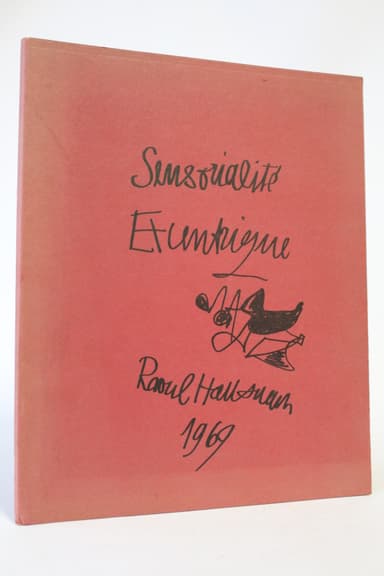 Sensorialité
Excentrique
Raoul Hausmann
1969